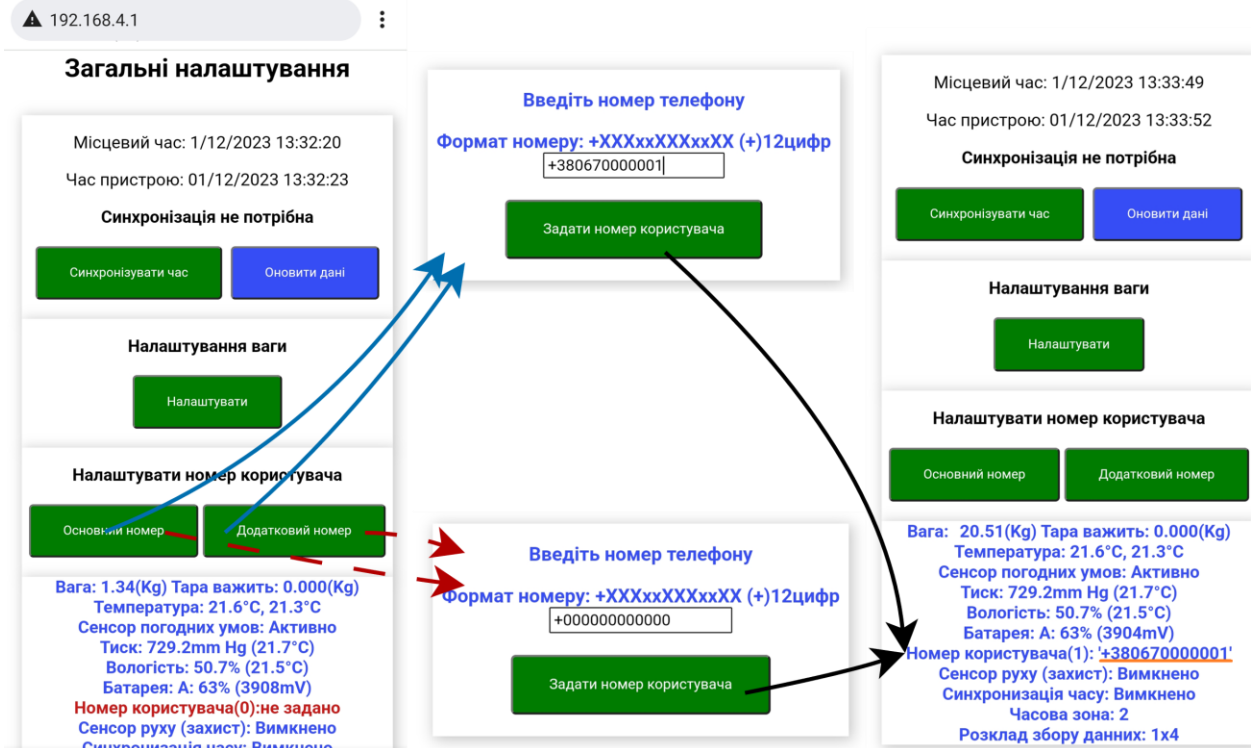 192.168.4.1
Загальні налаштування
Місцевий час: 1/12/2023 13:32:20
Час пристрою: 01/12/2023 13:32:23
Синхронізація не потрібна
Синхронізувати час
Оновити дані
Налаштування ваги
Налаштувати
Налаштувати номер користувача
Основний номер
Додатковий номер
Вага: 1.34(Kg) Тара важить: 0.000(Kg)
Температура: 21.6°C, 21.3°C
Сенсор погодних умов: Активно
Тиск: 729.2mm Hg (21.7°C)
Вологість: 50.7% (21.5°C)
Батарея: А: 63% (3908mV)
Номер користувача(0):не задано
Сенсор руху (захист): Вимкнено
Синхронизація часу: Вимкнено
Введіть номер телефону
Формат номеру: +XXXxxXXXxxXX (+)12цифр
+380670000001
Задати номер користувача
Введіть номер телефону
Формат номеру: +XXXxxXXXxxXX (+)12цифр
+000000000000
Задати номер користувача
Місцевий час: 1/12/2023 13:33:49
Час пристрою: 01/12/2023 13:33:52
Синхронізація не потрібна
Синхронізувати час
Оновити дані
Налаштування ваги
Налаштувати
Налаштувати номер користувача
Основний номер
Додатковий номер
Вага: 20.51(Kg) Тара важить: 0.000(Kg)
Температура: 21.6°C, 21.3°C
Сенсор погодних умов: Активно
Тиск: 729.2mm Hg (21.7°C)
Вологість: 50.7% (21.5°C)
Батарея: А: 63% (3904mV)
Номер користувача(1): '+380670000001'
Сенсор руху (захист): Вимкнено
Синхронизація часу: Вимкнено
Часова зона: 2
Розклад збору данних: 1x4